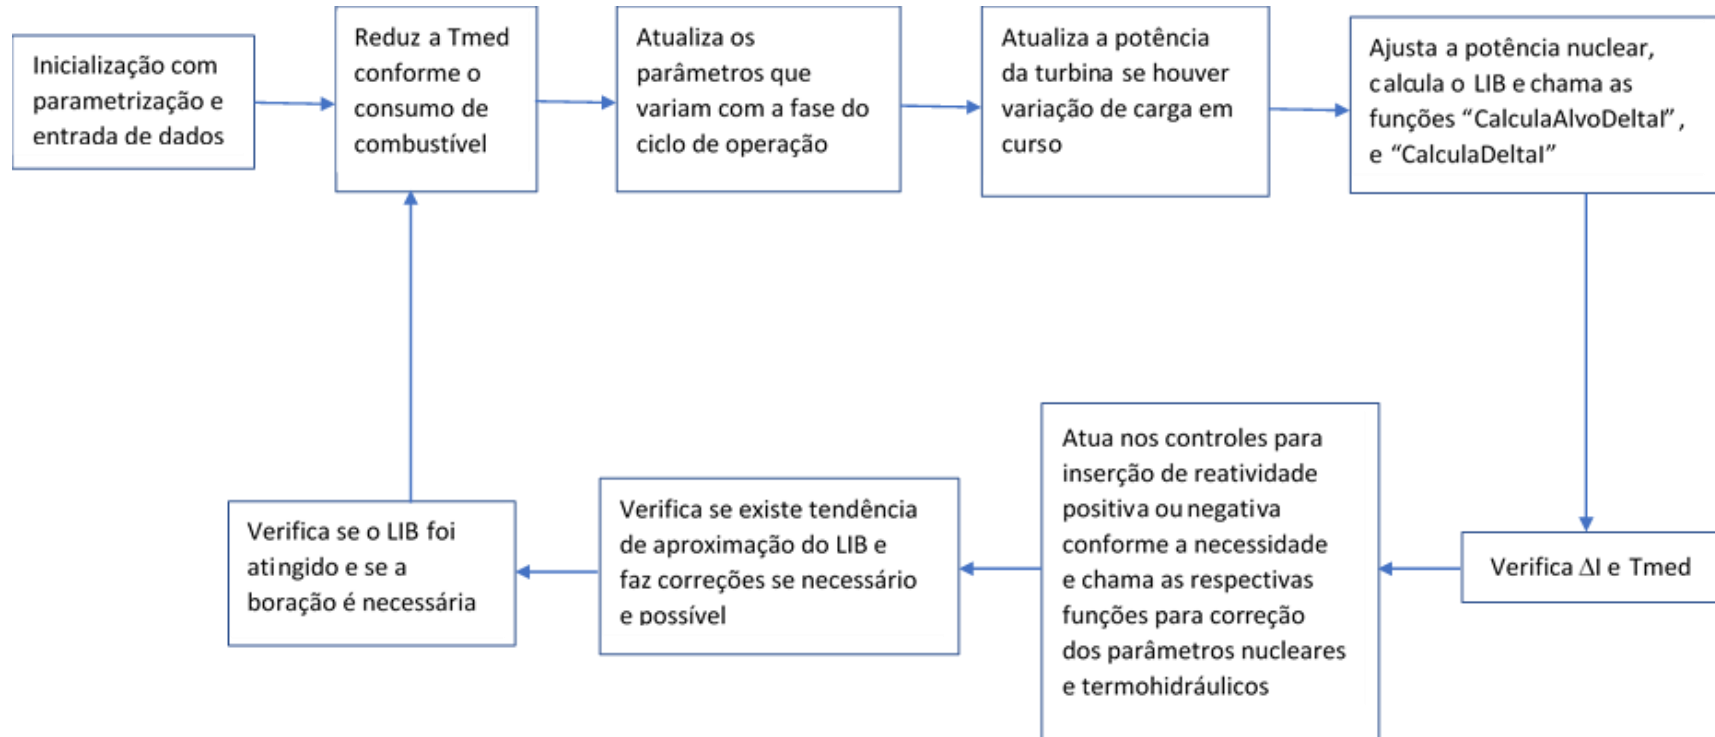 Inicialização com
parametrização e
entrada de dados
Reduz a Tmed
conforme o
consumo de
combustível
Atualiza os
parâmetros que
variam com a fase do
ciclo de operação
Atualiza a potência
da turbina se houver
variação de carga em
curso
Ajusta a potência nuclear,
calcula o LIB e chama as
funções “CalculaAlvoDeltaI”,
e “CalculaDeltaI”
Verifica ΔI e Tmed
Atua nos controles para
inserção de reatividade
positiva ou negativa
conforme a necessidade
e chama as respectivas
funções para correção
dos parâmetros nucleares
e termohidráulicos
Verifica se existe tendência
de aproximação do LIB e
faz correções se necessário
e possível
Verifica se o LIB foi
atingido e se a
boração é necessária